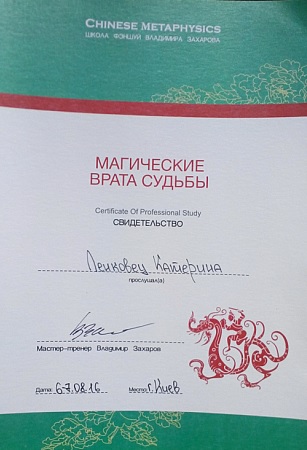 CHINESE METAPHYSICS
ШКОЛА ФЭНШУЙ ВЛАДИМИРА ЗАХАРОВА
МАГИЧЕСКИЕ
ВРАТА СУДЬБЫ
Certificate Of Professional Study
СВИДЕТЕЛЬСТВО
Ленковец Катерина
прослушал(а)
Мастер-тренер Владимир Захаров
Дата: 6-7.08.16 Место: г. Киев